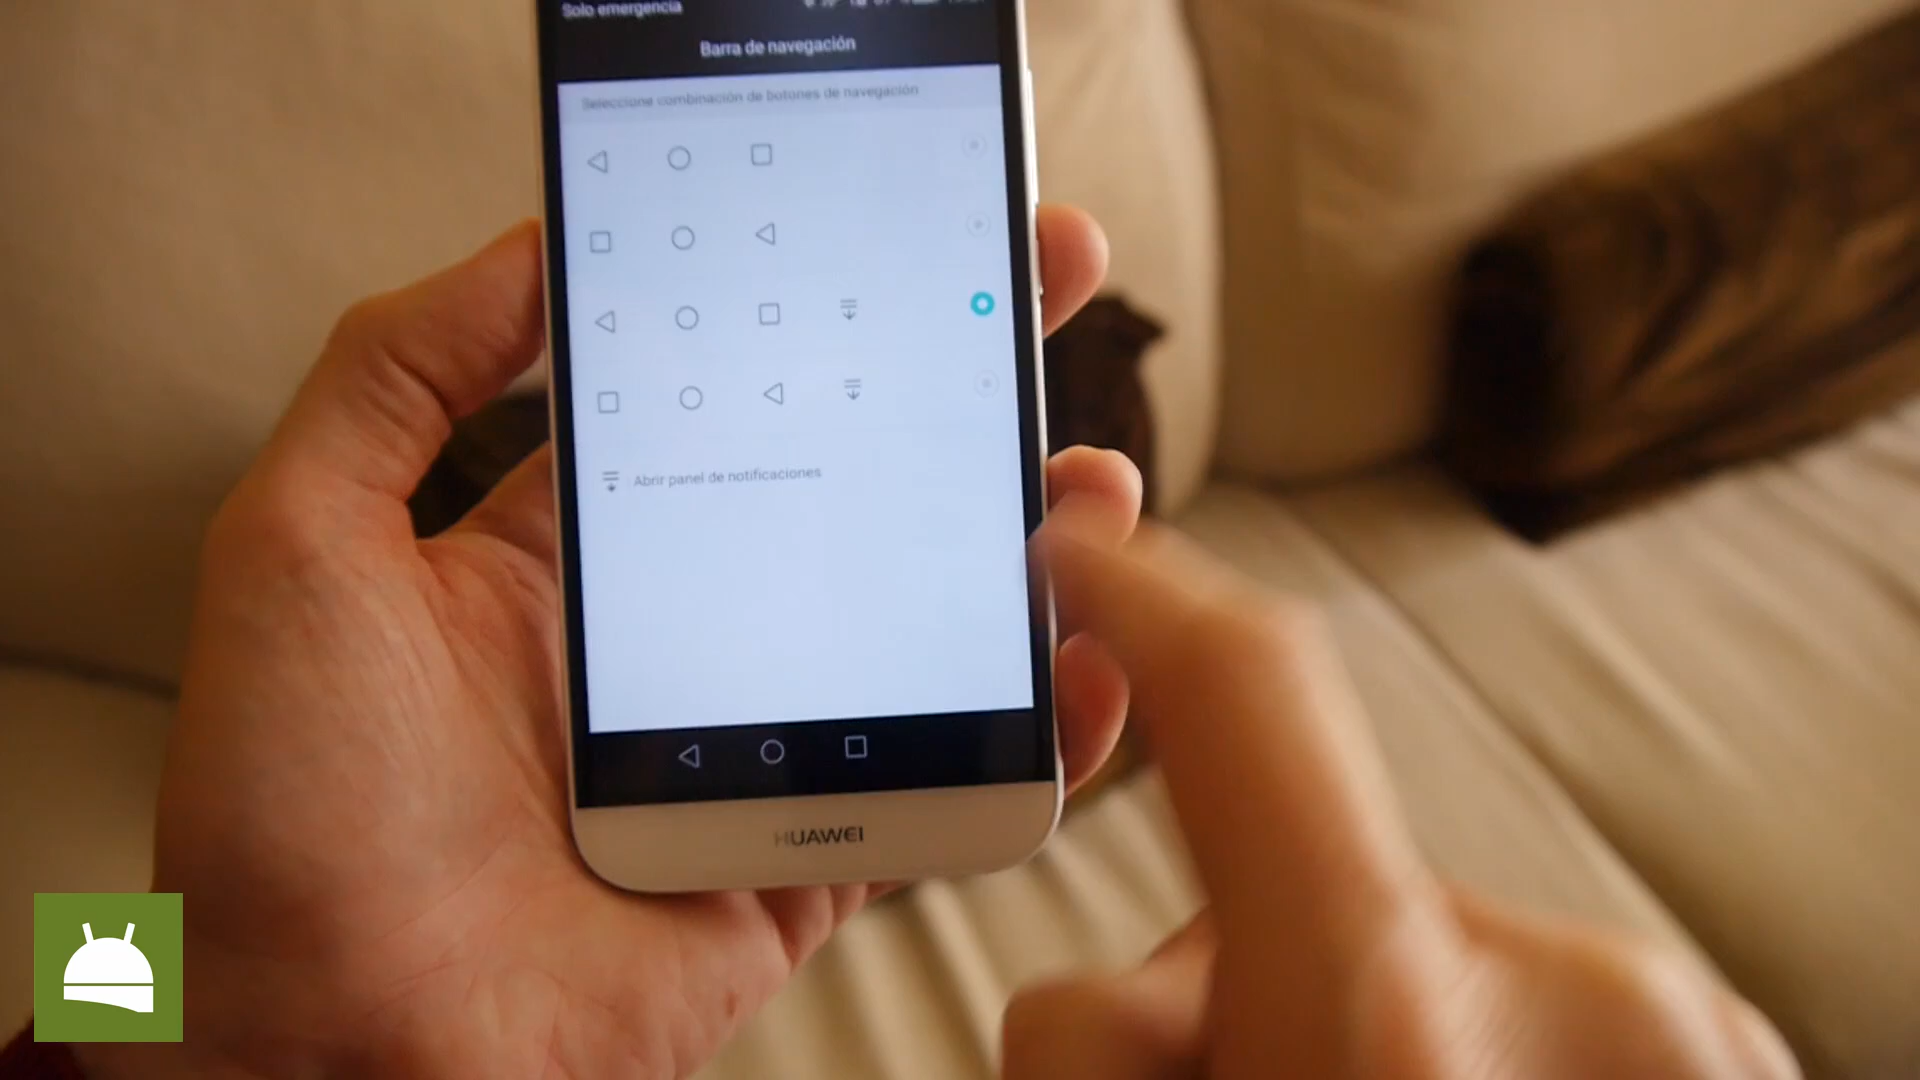 Solo emergencia
Barra de navegación
Seleccione combinación de botones de navegación
Abrir panel de notificaciones
HUAWEI